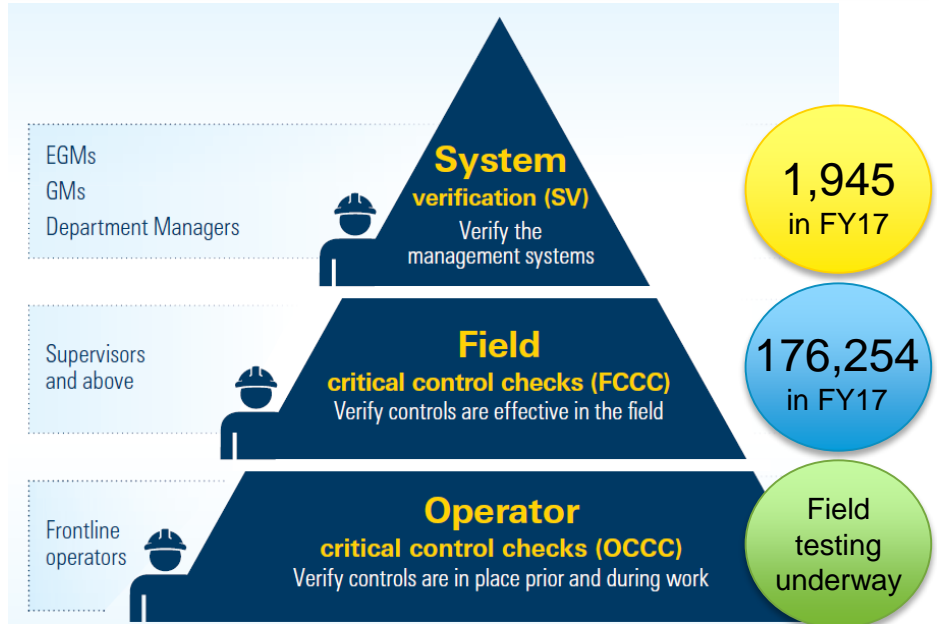 EGMs
GMs
Department Managers
System
verification (SV)
Verify the
management systems
1,945
in FY17
Supervisors
and above
Field
critical control checks (FCCC)
Verify controls are effective in the field
176,254
in FY17
Frontline
operators
Operator
critical control checks (OCCC)
Verify controls are in place prior and during work
Field
testing
underway